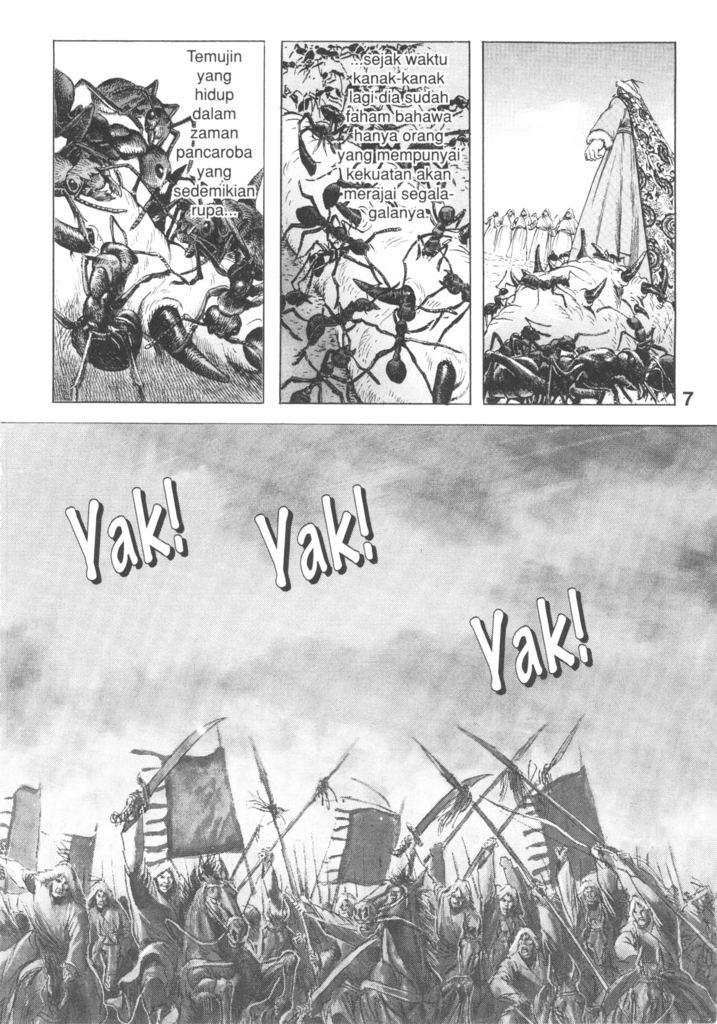 Temujin
yang
hidup
dalam
zaman
pancaroba
yang
sedemikian
rupa...
...sejak waktu
kanak-kanak
lagi dia sudah
faham bahawa
hanya orang
yang mempunyai
kekuatan akan
merajai segala-
galanya.
7
Yak!
Yak!
Yak!